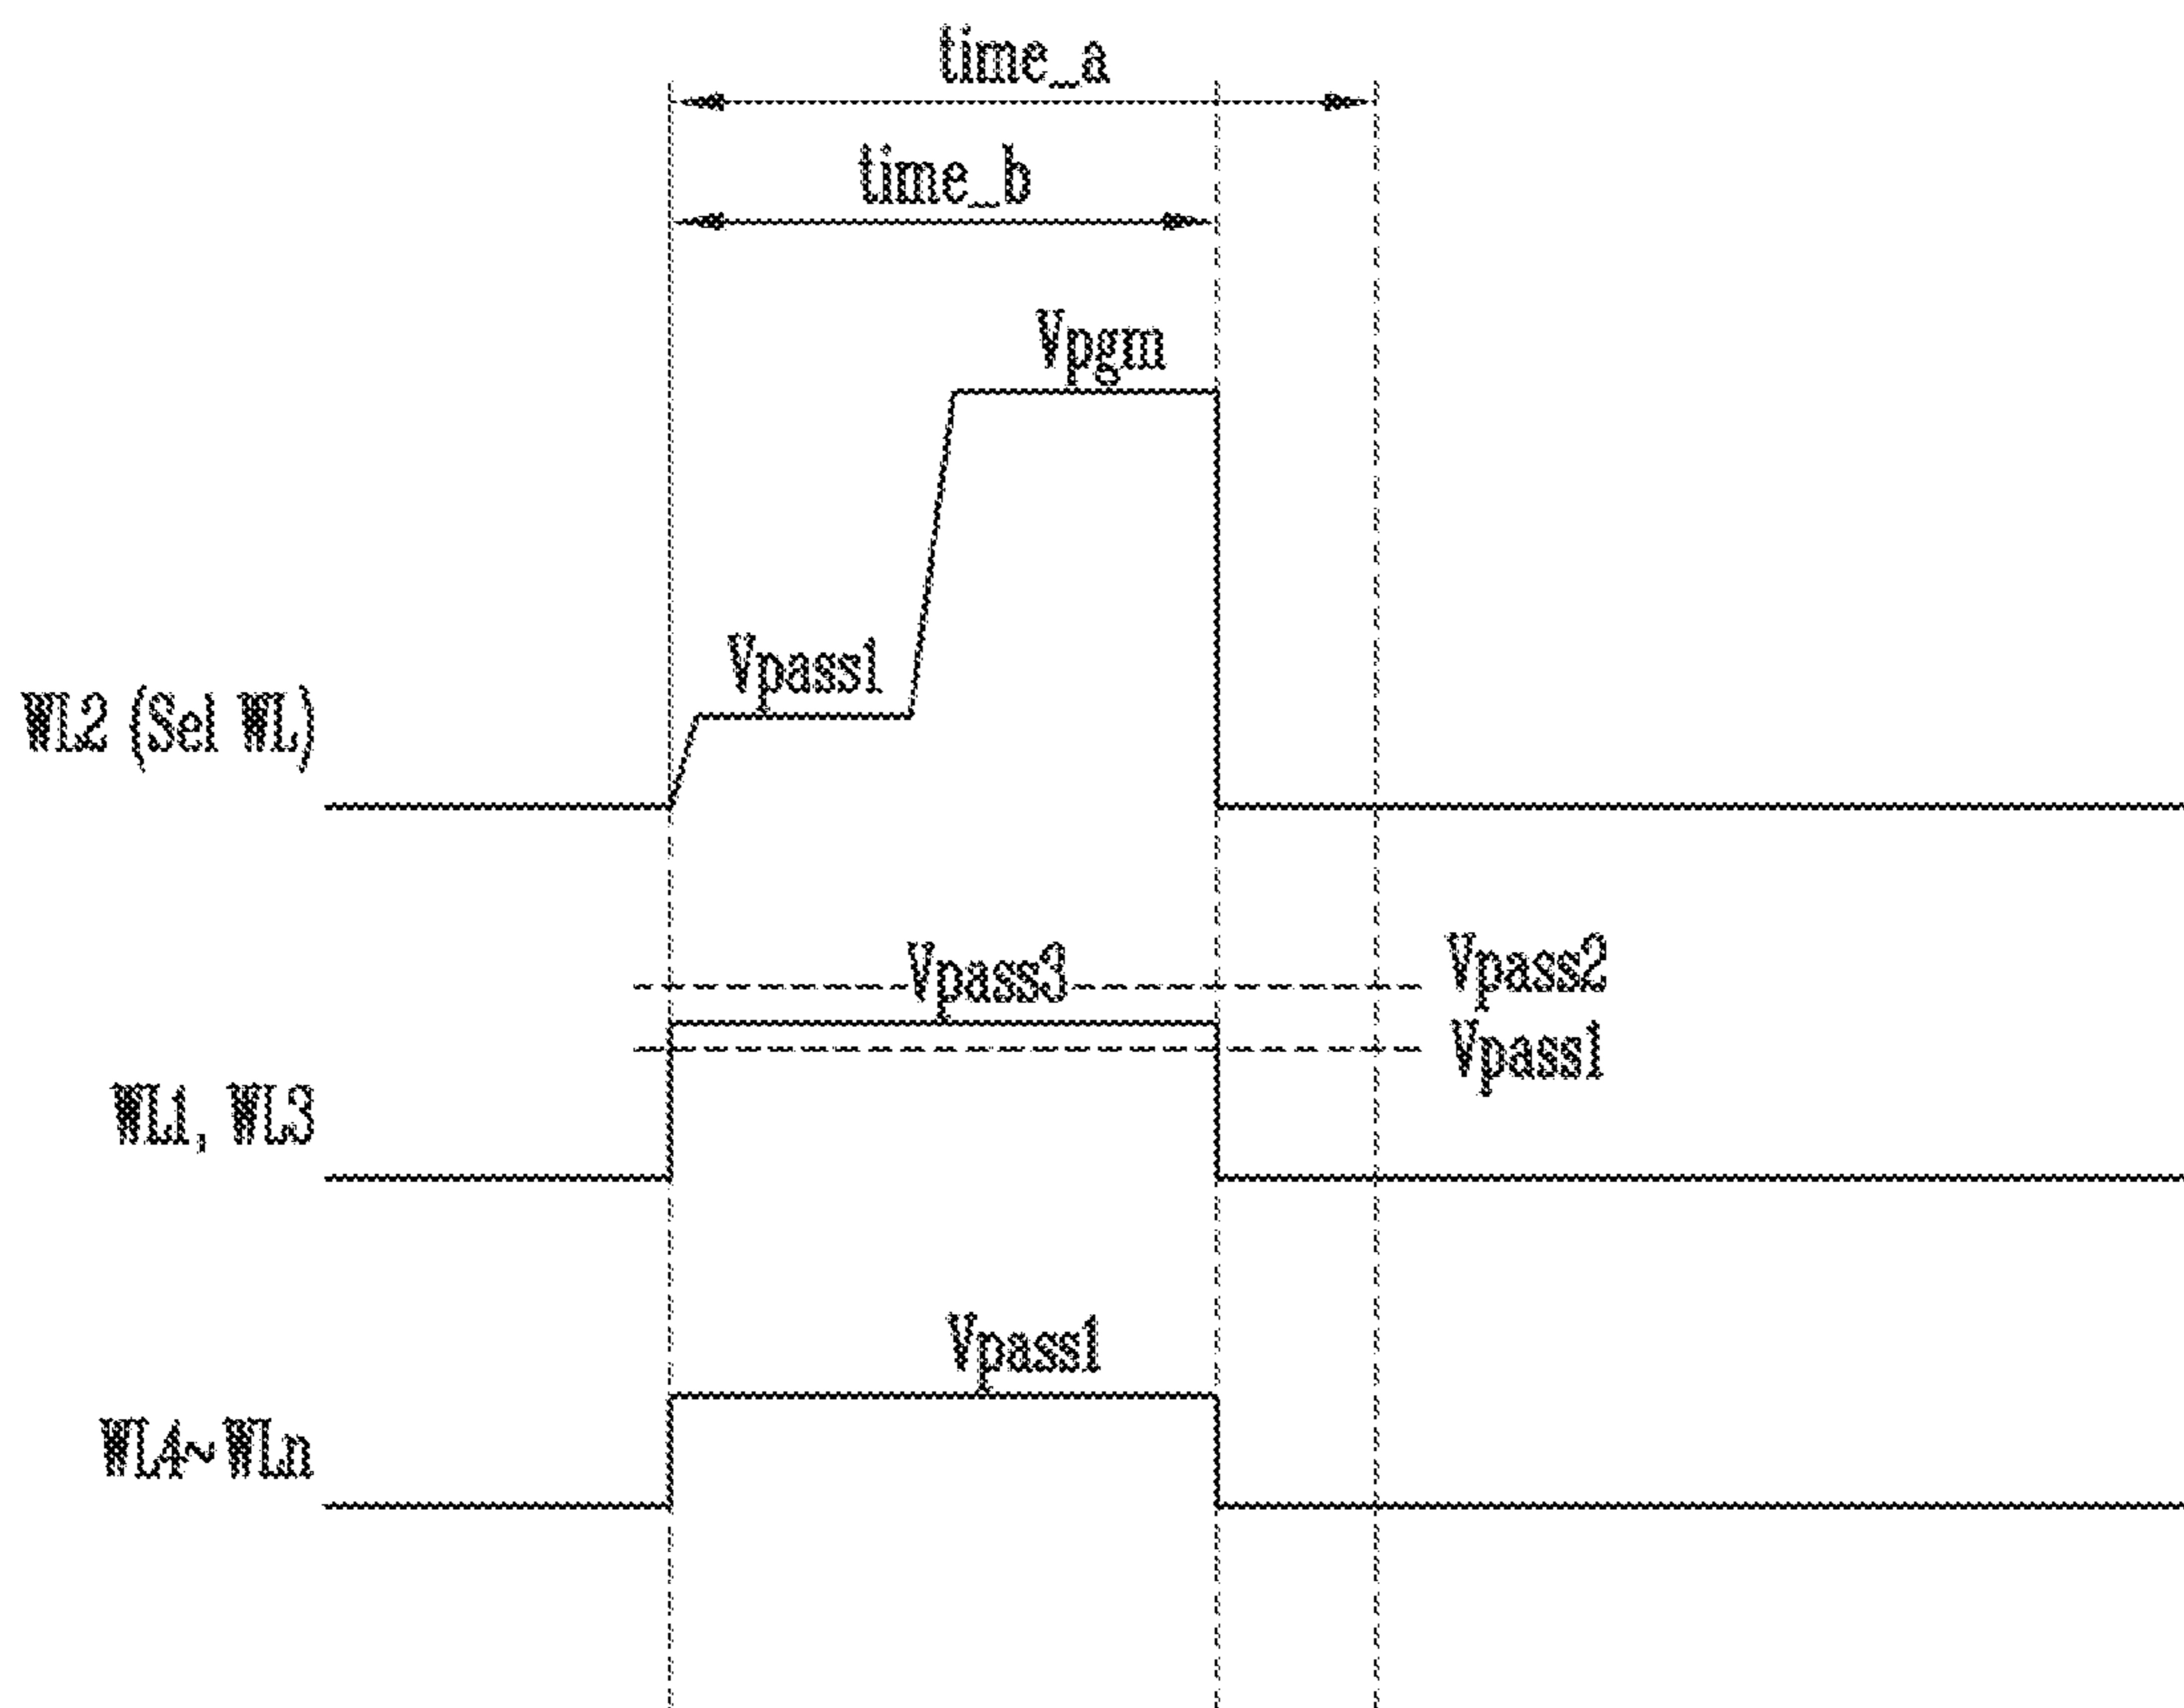 time_a
time_b
Vpgm
Vpass1
WL2 (Sel WL)
Vpass3
Vpass2
Vpass1
WL1, WL3
Vpass1
WL4~WLn